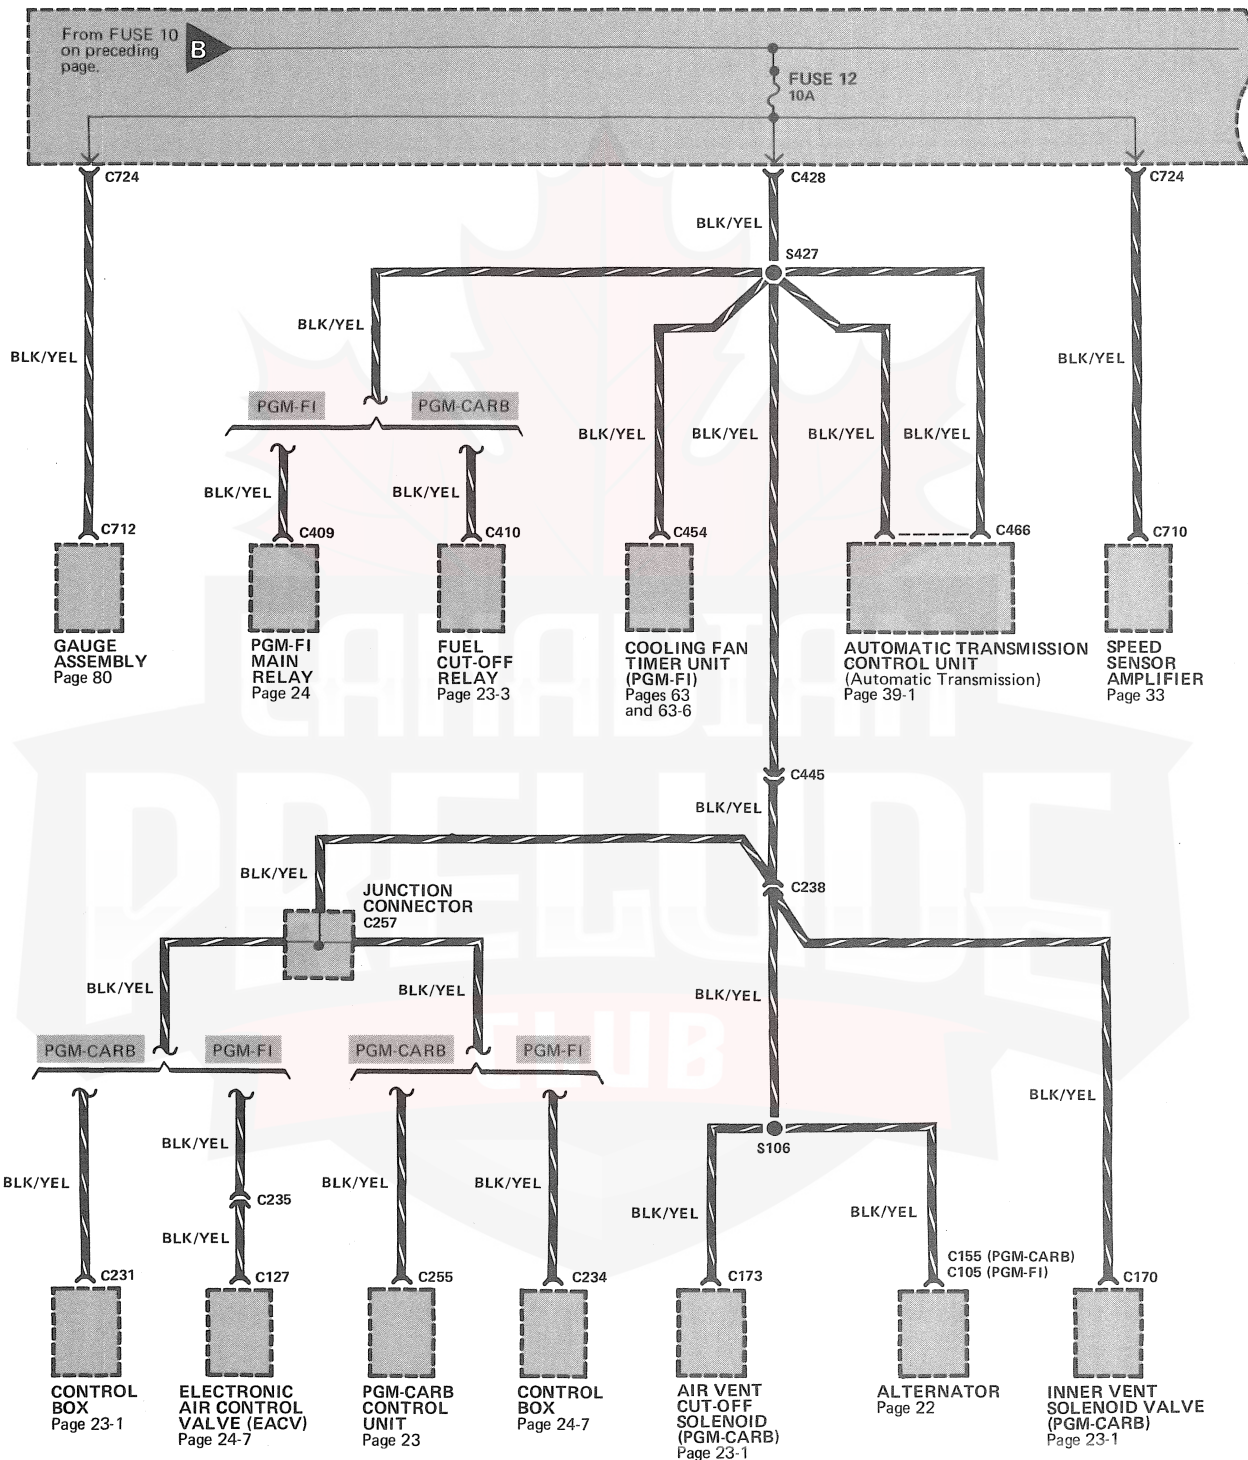 From FUSE 10
on preceding
page.
B
FUSE 12
10A
C724
C428
C724
BLK/YEL
S427
BLK/YEL
BLK/YEL
BLK/YEL
PGM-FI
PGM-CARB
BLK/YEL
BLK/YEL
BLK/YEL
BLK/YEL
BLK/YEL
BLK/YEL
C712
C409
C410
C454
C466
C710
GAUGE
ASSEMBLY
Page 80
PGM-FI
MAIN
RELAY
Page 24
FUEL
CUT-OFF
RELAY
Page 23-3
COOLING FAN
TIMER UNIT
(PGM-FI)
Pages 63
and 63-6
AUTOMATIC TRANSMISSION
CONTROL UNIT
(Automatic Transmission)
Page 39-1
SPEED
SENSOR
AMPLIFIER
Page 33
CANADIAN
PRELUDE
CLUB
C445
BLK/YEL
BLK/YEL
C238
JUNCTION
CONNECTOR
C257
BLK/YEL
BLK/YEL
BLK/YEL
PGM-CARB
PGM-FI
PGM-CARB
PGM-FI
BLK/YEL
BLK/YEL
S106
BLK/YEL
BLK/YEL
BLK/YEL
C235
BLK/YEL
BLK/YEL
BLK/YEL
C155 (PGM-CARB)
C105 (PGM-FI)
C231
C127
C255
C234
C173
C170
CONTROL
BOX
Page 23-1
ELECTRONIC
AIR CONTROL
VALVE (EACV)
Page 24-7
PGM-CARB
CONTROL
UNIT
Page 23
CONTROL
BOX
Page 24-7
AIR VENT
CUT-OFF
SOLENOID
(PGM-CARB)
Page 23-1
ALTERNATOR
Page 22
INNER VENT
SOLENOID VALVE
(PGM-CARB)
Page 23-1